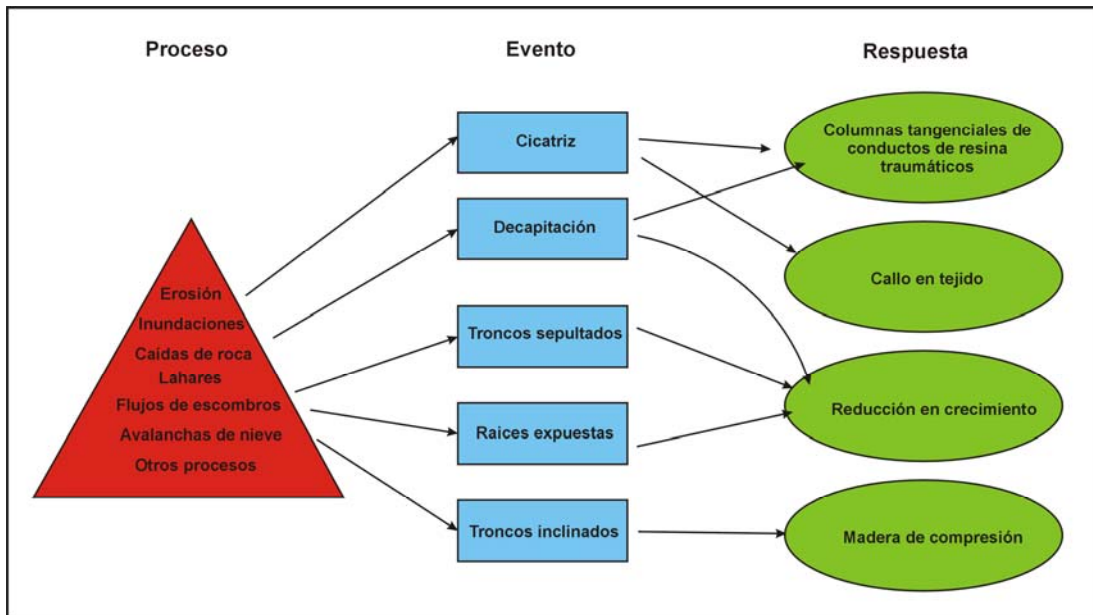 Proceso
Evento
Respuesta
Erosión
Inundaciones
Caidas de roca
Lahares
Flujos de escombros
Avalanchas de nieve
Otros procesos
Cicatriz
Decapitación
Troncos sepultados
Raices expuestas
Troncos inclinados
Columnas tangenciales de
conductos de resina
traumáticos
Callo en tejido
Reducción en crecimiento
Madera de compresión